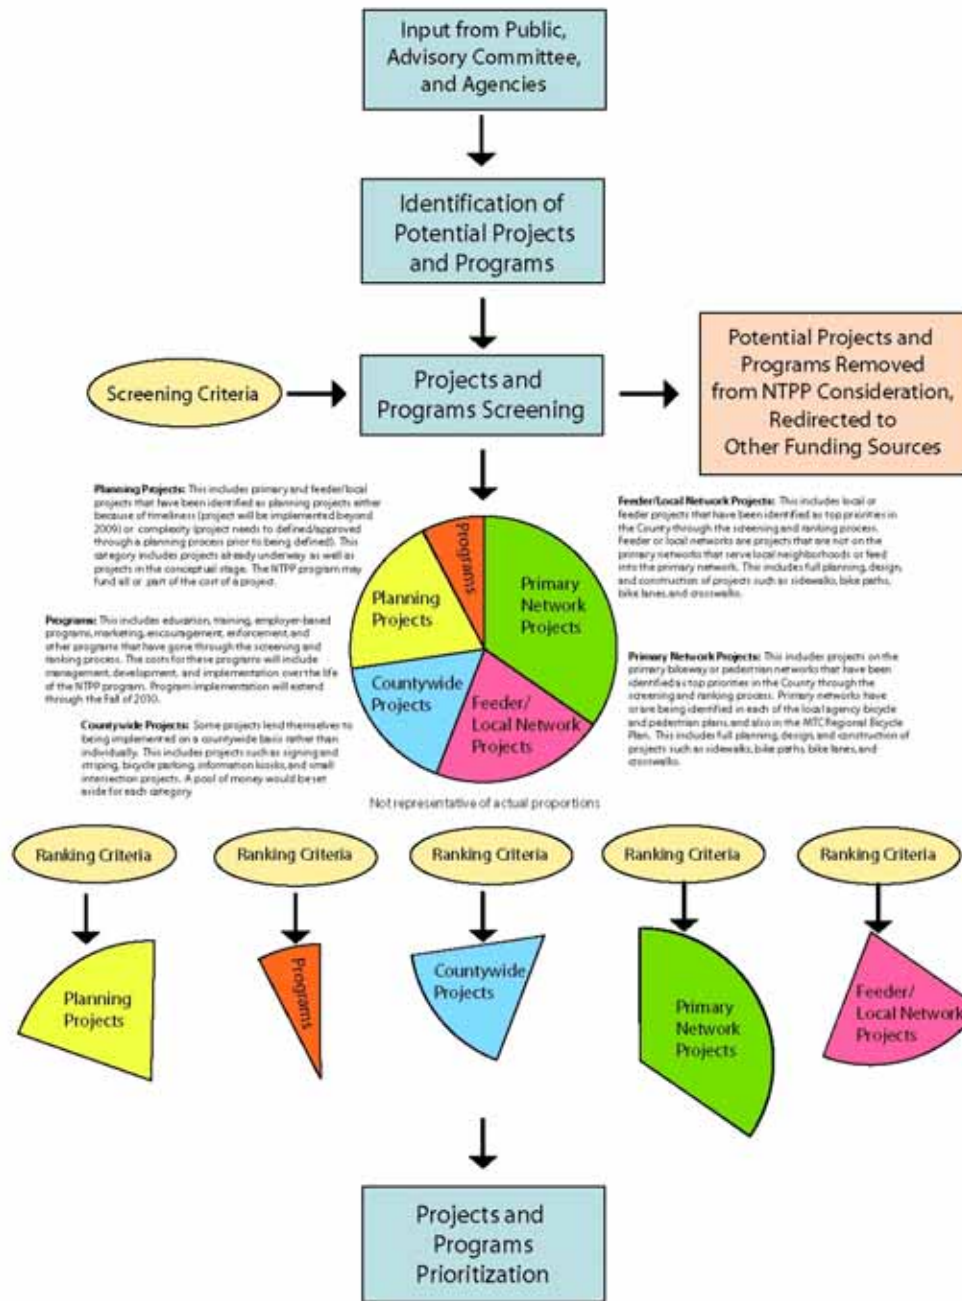 Input from Public,
Advisory Committee,
and Agencies
Identification of
Potential Projects
and Programs
Screening Criteria
Projects and
Programs Screening
Potential Projects and
Programs Removed
from NTPP Consideration,
Redirected to
Other Funding Sources
Planning Projects: This includes primary and feeder/local
projects that have been identified as planning projects either
because of timeliness (project will be implemented beyond
2009) or complexity (project needs to defined/approved
through a planning process prior to being defined). This
category includes projects already underway as well as
projects in the conceptual stage. The NTPP program may
fund all or part of the cost of a project.
Programs: This includes education, training, employer-based
programs, marketing, encouragement, enforcement, and
other programs that have gone through the screening and
ranking process. The costs for these programs will include
management, development, and implementation over the life
of the NTPP program. Program implementation will extend
through the Fall of 2010.
Countywide Projects: Some projects lend themselves to
being implemented on a countywide basis rather than
individually. This includes projects such as signing and
striping, bicycle parking, information kiosks, and small
intersection projects. A pool of money would be set
aside for each category
Programs
Planning
Projects
Primary
Network
Projects
Countywide
Projects
Feeder/
Local Network
Projects
Not representative of actual proportions
Feeder/Local Network Projects: This includes local or
feeder projects that have been identified as top priorities in
the County through the screening and ranking process.
Feeder or local networks are projects that are not on the
primary networks that serve local neighborhoods or feed
into the primary network. This includes full planning, design,
and construction of projects such as sidewalks, bike paths,
bike lanes, and crosswalks.
Primary Network Projects: This includes projects on the
primary bikeway or pedestrian networks that have been
identified as top priorities in the County through the
screening and ranking process. Primary networks have
or are being identified in each of the local agency bicycle
and pedestrian plans, and also in the MTC Regional Bicycle
Plan. This includes full planning, design, and construction of
projects such as sidewalks, bike paths, bike lanes, and
crosswalks.
Ranking Criteria
Ranking Criteria
Ranking Criteria
Ranking Criteria
Ranking Criteria
Planning
Projects
Programs
Countywide
Projects
Primary
Network
Projects
Feeder/
Local Network
Projects
Projects and
Programs
Prioritization